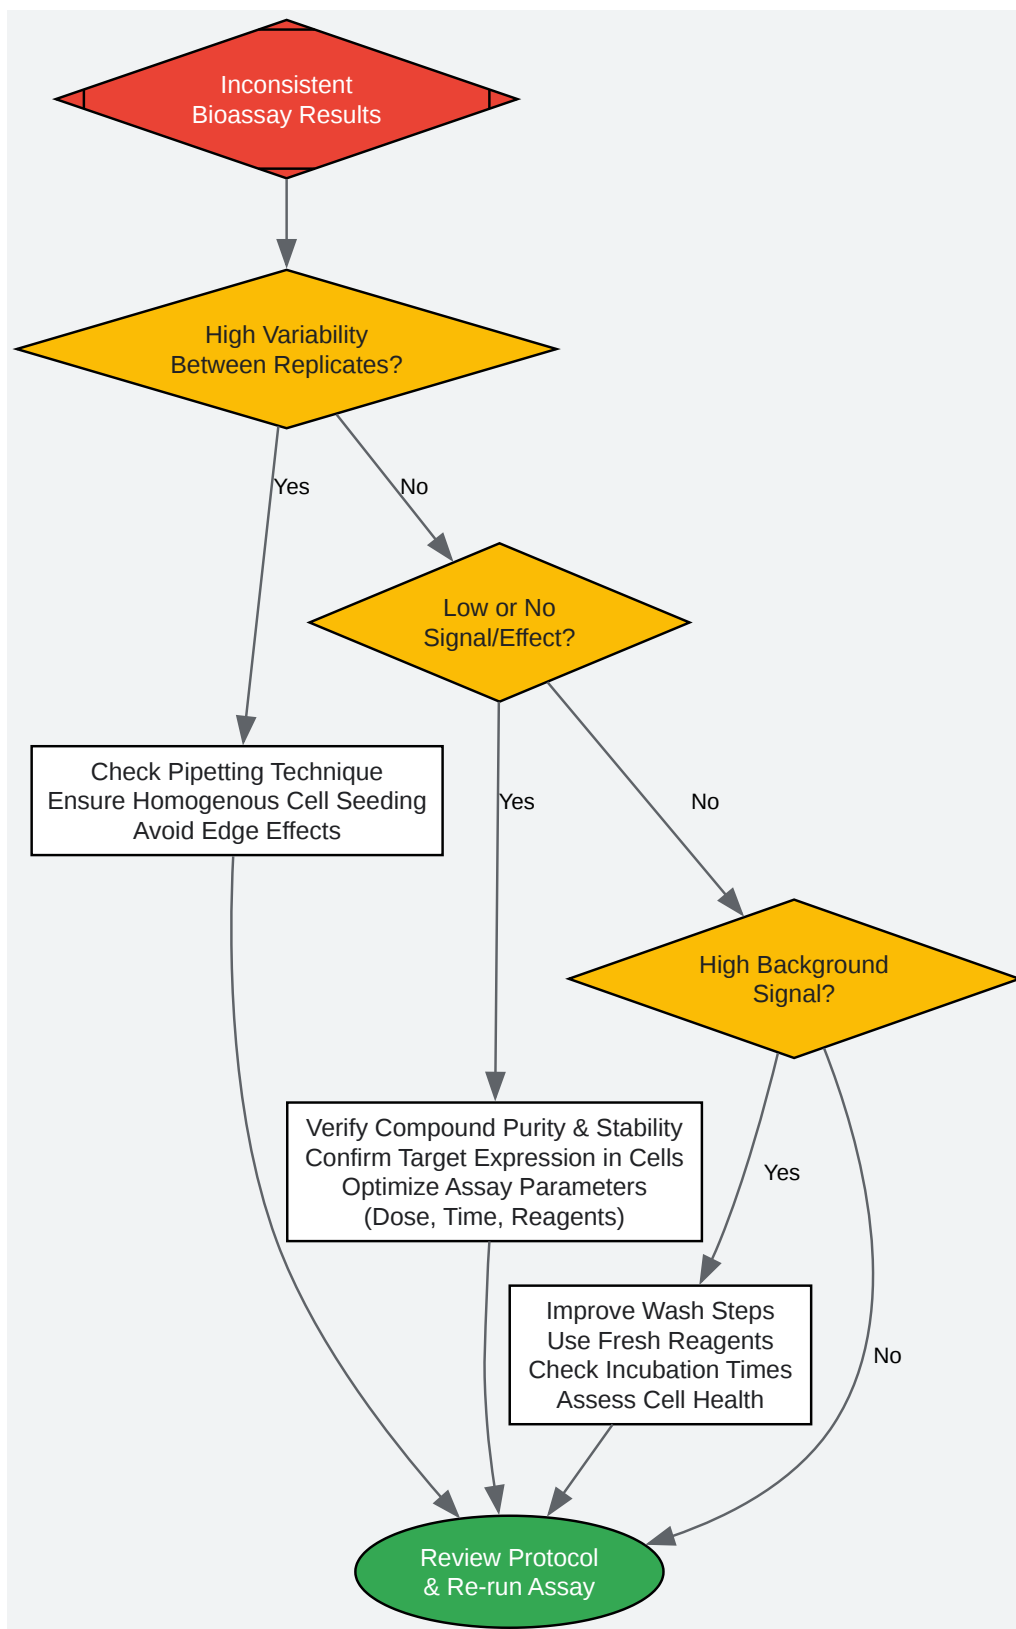 Inconsistent
Bioassay Results
High Variability
Between Replicates?
Yes
No
Low or No
Signal/Effect?
Check Pipetting Technique
Ensure Homogenous Cell Seeding
Avoid Edge Effects
Yes
No
High Background
Signal?
Verify Compound Purity & Stability
Confirm Target Expression in Cells
Optimize Assay Parameters
(Dose, Time, Reagents)
Yes
Improve Wash Steps
Use Fresh Reagents
Check Incubation Times
Assess Cell Health
No
Review Protocol
& Re-run Assay